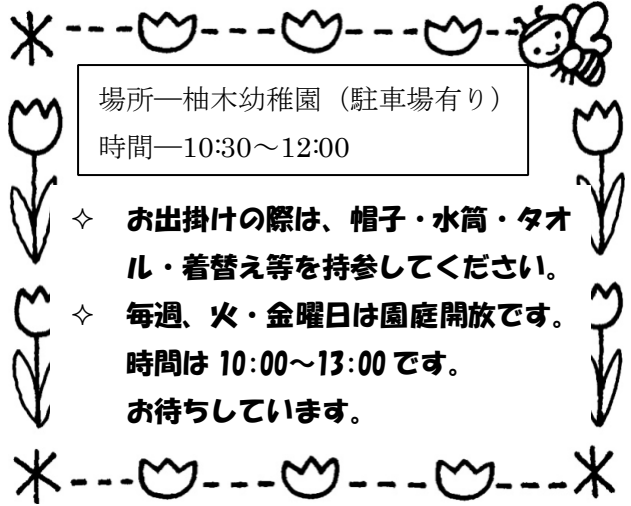 場所―柚木幼稚園（駐車場有り）
時間―10:30～12:00
✧ お出掛けの際は、帽子・水筒・タオ
ル・着替え等を持参してください。
✧ 毎週、火・金曜日は園庭開放です。
時間は 10:00～13:00 です。
お待ちしています。